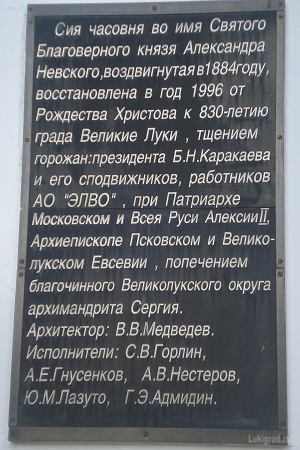 Сия часовня во имя Святого
Благоверного князя Александра
Невского,воздвигнутая в1884году,
восстановлена в год 1996 от
Рождества Христова к 830-летию
града Великие Луки , тщением
горожан:президента Б.Н.Каракаева
и его сподвижников, работников
АО "ЭЛВО" , при Патриархе
Московском и Всея Руси АлексииII,
Архиепископе Псковском и Велико-
лукском Евсевии , попечением
благочинного Великолукского округа
архимандрита Сергия.
Архитектор: В.В.Медведев.
Исполнители: С.В.Горлин,
А.Е.Гнусенков, А.В.Нестеров,
Ю.М.Лазуто, Г.Э.Адмидин.
Lukigrad.ru